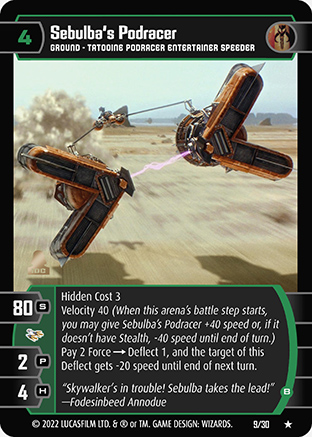 4
Sebulba's Podracer
GROUND - TATOOINE PODRACER ENTERTAINER SPEEDER
80 S
2 P
4 H
Hidden Cost 3
Velocity 40 (When this arena's battle step starts,
you may give Sebulba's Podracer +40 speed or, if it
doesn't have Stealth, -40 speed until end of turn.)
Pay 2 Force → Deflect 1, and the target of this
Deflect gets -20 speed until end of next turn.
"Skywalker's in trouble! Sebulba takes the lead!"
—Fodesinbeed Annodue
B
© 2022 LUCASFILM LTD. & ® or TM. GAME DESIGN: WIZARDS.
9/30 ★